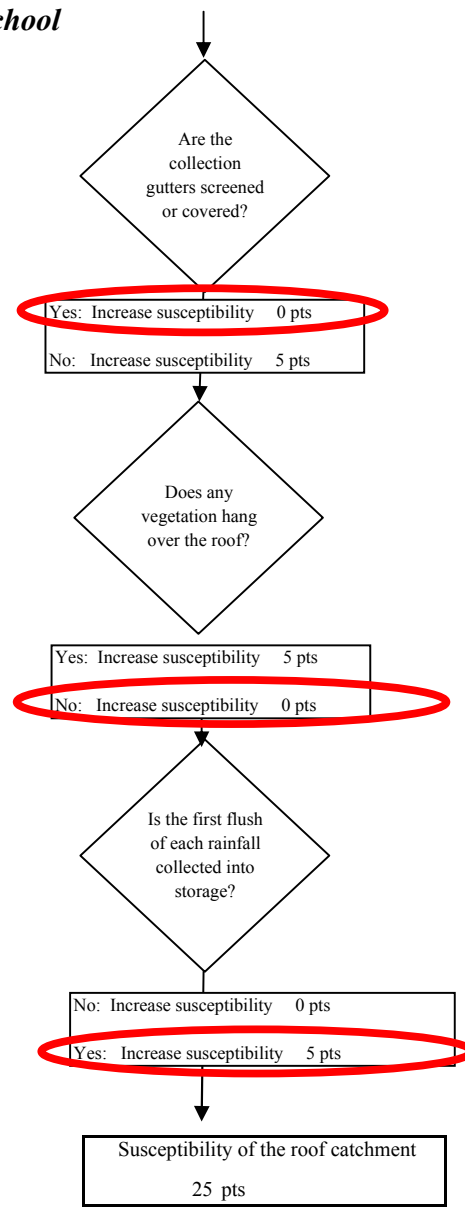 chool
Are the
collection
gutters screened
or covered?
Yes: Increase susceptibility 0 pts
No: Increase susceptibility 5 pts
Does any
vegetation hang
over the roof?
Yes: Increase susceptibility 5 pts
No: Increase susceptibility 0 pts
Is the first flush
of each rainfall
collected into
storage?
No: Increase susceptibility 0 pts
Yes: Increase susceptibility 5 pts
Susceptibility of the roof catchment
25 pts